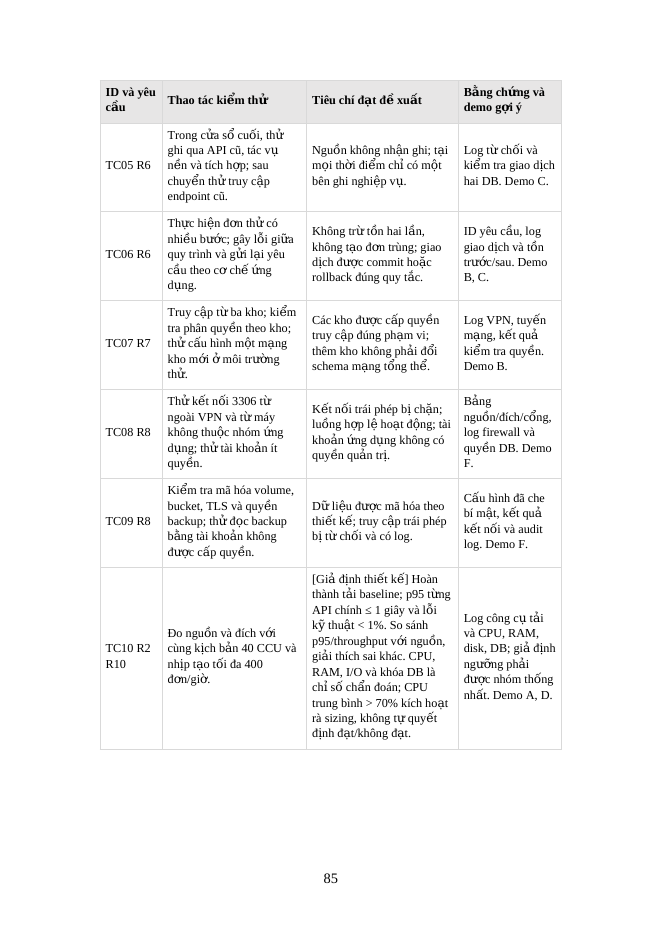 ID và yêu cầu
Thao tác kiểm thử
Tiêu chí đạt đề xuất
Bằng chứng và demo gợi ý
TC05 R6
Trong cửa sổ cuối, thử
ghi qua API cũ, tác vụ
nền và tích hợp; sau
chuyển thử truy cập
endpoint cũ.
Nguồn không nhận ghi; tại
mọi thời điểm chỉ có một
bên ghi nghiệp vụ.
Log từ chối và
kiểm tra giao dịch
hai DB. Demo C.
TC06 R6
Thực hiện đơn thử có
nhiều bước; gây lỗi giữa
quy trình và gửi lại yêu
cầu theo cơ chế ứng
dụng.
Không trừ tồn hai lần,
không tạo đơn trùng; giao
dịch được commit hoặc
rollback đúng quy tắc.
ID yêu cầu, log
giao dịch và tồn
trước/sau. Demo
B, C.
TC07 R7
Truy cập từ ba kho; kiểm
tra phân quyền theo kho;
thử cấu hình một mạng
kho mới ở môi trường
thử.
Các kho được cấp quyền
truy cập đúng phạm vi;
thêm kho không phải đổi
schema mạng tổng thể.
Log VPN, tuyến
mạng, kết quả
kiểm tra quyền.
Demo B.
TC08 R8
Thử kết nối 3306 từ
ngoài VPN và từ máy
không thuộc nhóm ứng
dụng; thử tài khoản ít
quyền.
Kết nối trái phép bị chặn;
luồng hợp lệ hoạt động; tài
khoản ứng dụng không có
quyền quản trị.
Bảng
nguồn/đích/cổng,
log firewall và
quyền DB. Demo
F.
TC09 R8
Kiểm tra mã hóa volume,
bucket, TLS và quyền
backup; thử đọc backup
bằng tài khoản không
được cấp quyền.
Dữ liệu được mã hóa theo
thiết kế; truy cập trái phép
bị từ chối và có log.
Cấu hình đã che
bí mật, kết quả
kết nối và audit
log. Demo F.
TC10 R2
R10
Đo nguồn và đích với
cùng kịch bản 40 CCU và
nhịp tạo tối đa 400
đơn/giờ.
[Giả định thiết kế] Hoàn
thành tải baseline; p95 từng
API chính ≤ 1 giây và lỗi
kỹ thuật < 1%. So sánh
p95/throughput với nguồn,
giải thích sai khác. CPU,
RAM, I/O và khóa DB là
chỉ số chẩn đoán; CPU
trung bình > 70% kích hoạt
rà sizing, không tự quyết
định đạt/không đạt.
Log công cụ tải
và CPU, RAM,
disk, DB; giả định
ngưỡng phải
được nhóm thống
nhất. Demo A, D.
85